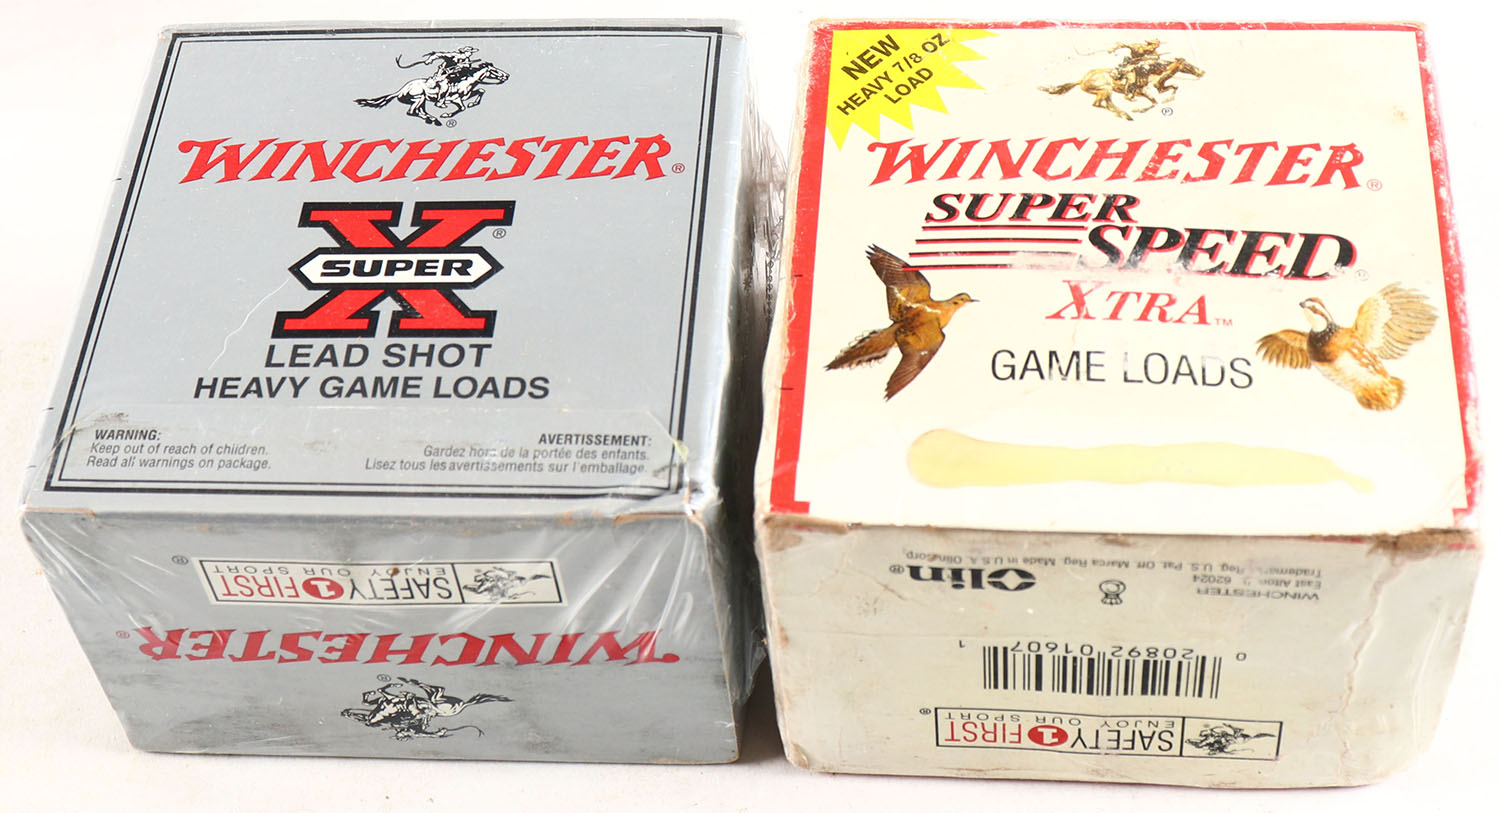 WINCHESTER®
X®
SUPER
LEAD SHOT
HEAVY GAME LOADS
WARNING:
Keep out of reach of children.
Read all warnings on package.
AVERTISSEMENT:
Gardez hors de la portée des enfants.
Lisez tous les avertissements sur l'emballage.
SAFETY 1 FIRST
ENJOY OUR SPORT
WINCHESTER®
NEW
HEAVY 7/8 OZ
LOAD
WINCHESTER®
SUPER
SPEED®
XTRA™
GAME LOADS
WINCHESTER
East Alton, IL 62024
Trademark Reg. U.S. Pat. Off. Marca Reg. Made in U.S.A. Olin Corp.
Olin®
0 20892 01607 1
SAFETY 1 FIRST
ENJOY OUR SPORT